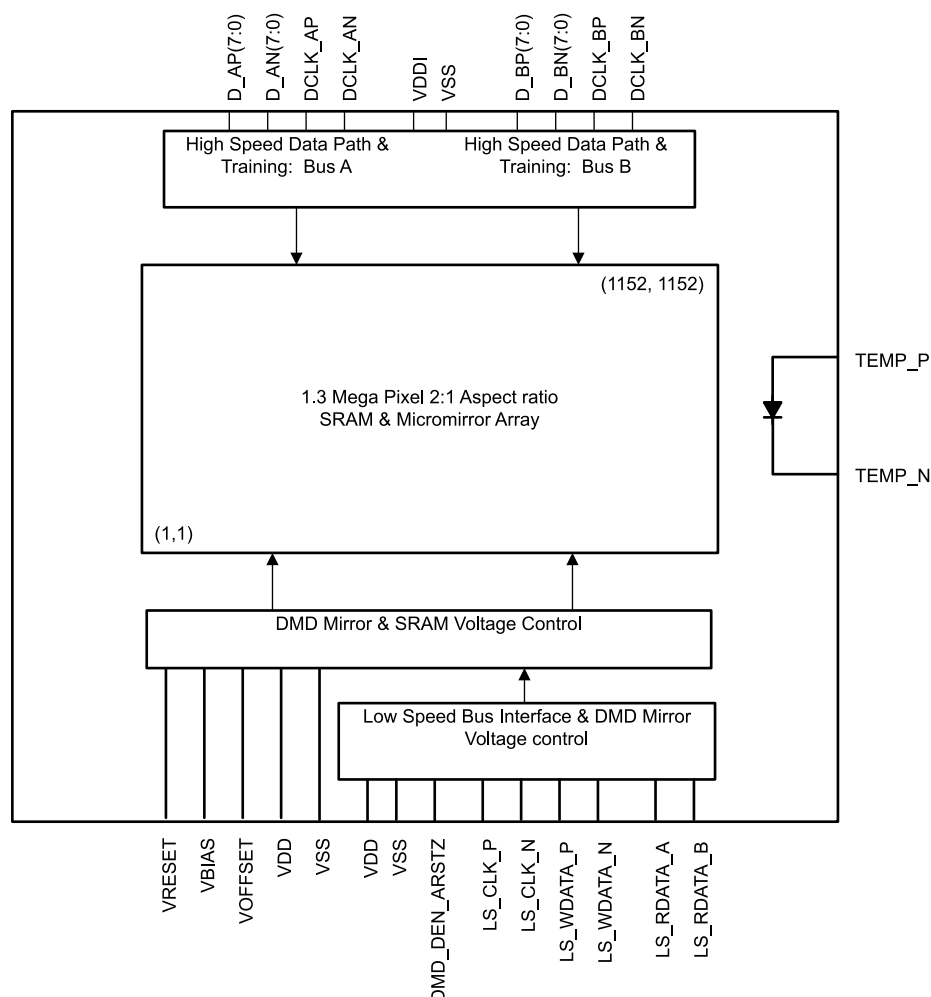 D_AP(7:0)
D_AN(7:0)
DCLK_AP
DCLK_AN
VDDI
VSS
D_BP(7:0)
D_BN(7:0)
DCLK_BP
DCLK_BN
High Speed Data Path &
Training: Bus A
High Speed Data Path &
Training: Bus B
(1152, 1152)
1.3 Mega Pixel 2:1 Aspect ratio
SRAM & Micromirror Array
(1,1)
TEMP_P
TEMP_N
DMD Mirror & SRAM Voltage Control
Low Speed Bus Interface & DMD Mirror
Voltage control
VRESET
VBIAS
VOFFSET
VDD
VSS
VDD
VSS
DMD_DEN_ARSTZ
LS_CLK_P
LS_CLK_N
LS_WDATA_P
LS_WDATA_N
LS_RDATA_A
LS_RDATA_B